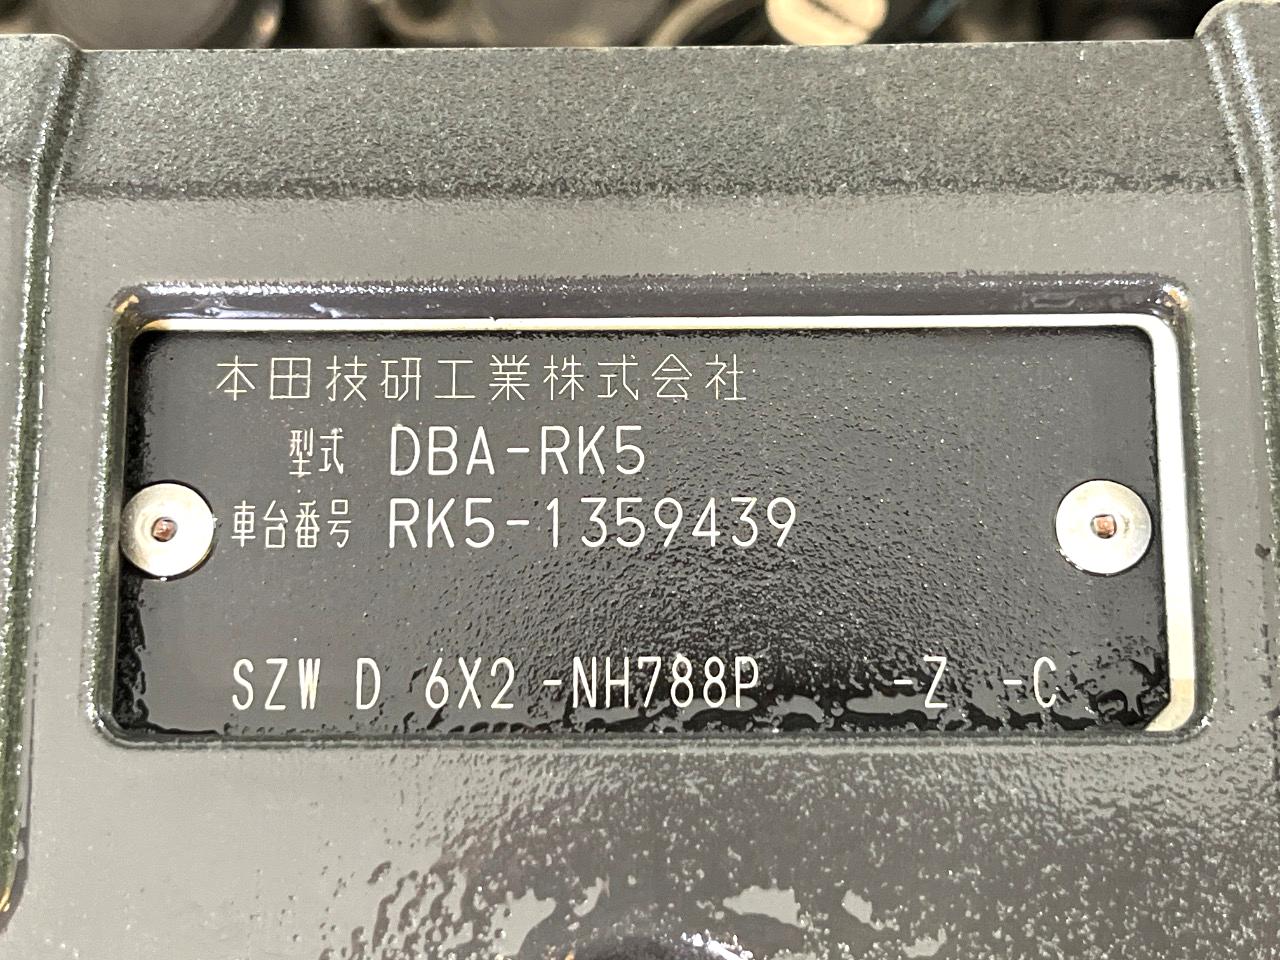 本田技研工業株式会社
型式 DBA-RK5
車台番号 RK5-1359439
SZW D 6X2 -NH788P -Z -C